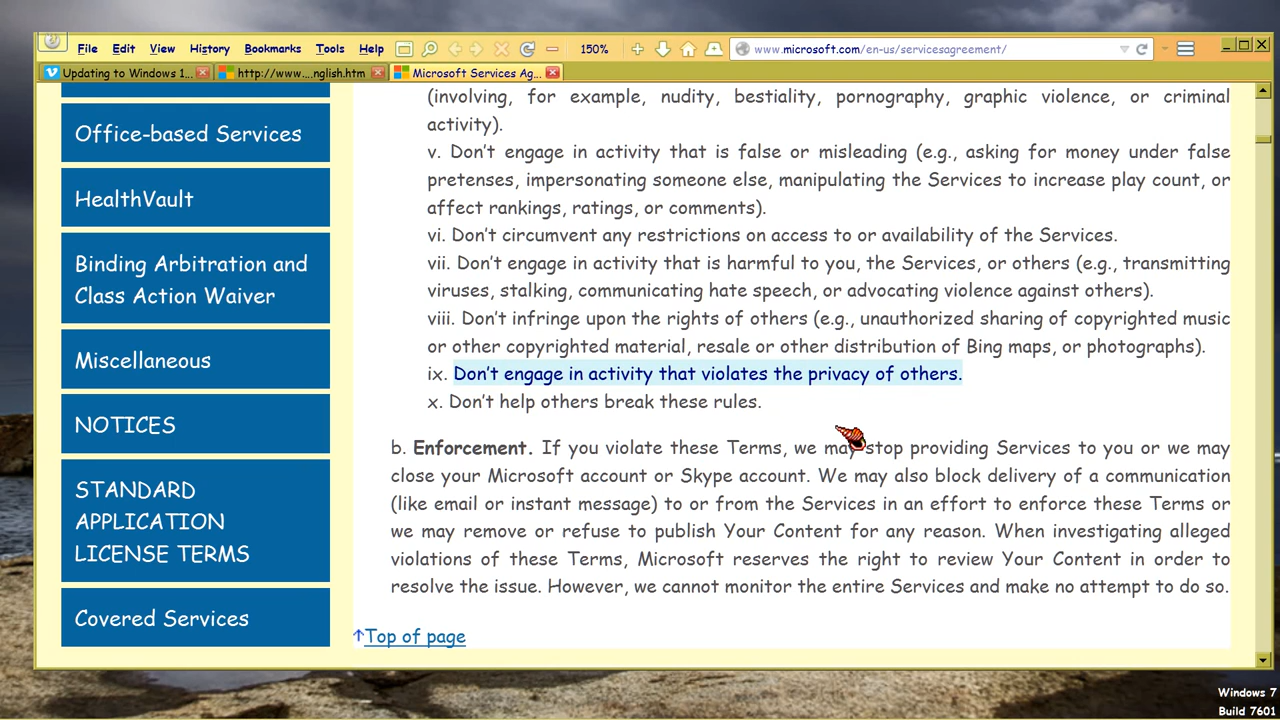 File Edit View History Bookmarks Tools Help 150% www.microsoft.com/en-us/servicesagreement/
Updating to Windows 1... http://www....nglish.htm Microsoft Services Ag...
Office-based Services
HealthVault
Binding Arbitration and
Class Action Waiver
Miscellaneous
NOTICES
STANDARD
APPLICATION
LICENSE TERMS
Covered Services
(involving, for example, nudity, bestiality, pornography, graphic violence, or criminal
activity).
v. Don't engage in activity that is false or misleading (e.g., asking for money under false
pretenses, impersonating someone else, manipulating the Services to increase play count, or
affect rankings, ratings, or comments).
vi. Don't circumvent any restrictions on access to or availability of the Services.
vii. Don't engage in activity that is harmful to you, the Services, or others (e.g., transmitting
viruses, stalking, communicating hate speech, or advocating violence against others).
viii. Don't infringe upon the rights of others (e.g., unauthorized sharing of copyrighted music
or other copyrighted material, resale or other distribution of Bing maps, or photographs).
ix. Don't engage in activity that violates the privacy of others.
x. Don't help others break these rules.
b. Enforcement. If you violate these Terms, we may stop providing Services to you or we may
close your Microsoft account or Skype account. We may also block delivery of a communication
(like email or instant message) to or from the Services in an effort to enforce these Terms or
we may remove or refuse to publish Your Content for any reason. When investigating alleged
violations of these Terms, Microsoft reserves the right to review Your Content in order to
resolve the issue. However, we cannot monitor the entire Services and make no attempt to do so.
↑Top of page
Windows 7
Build 7601